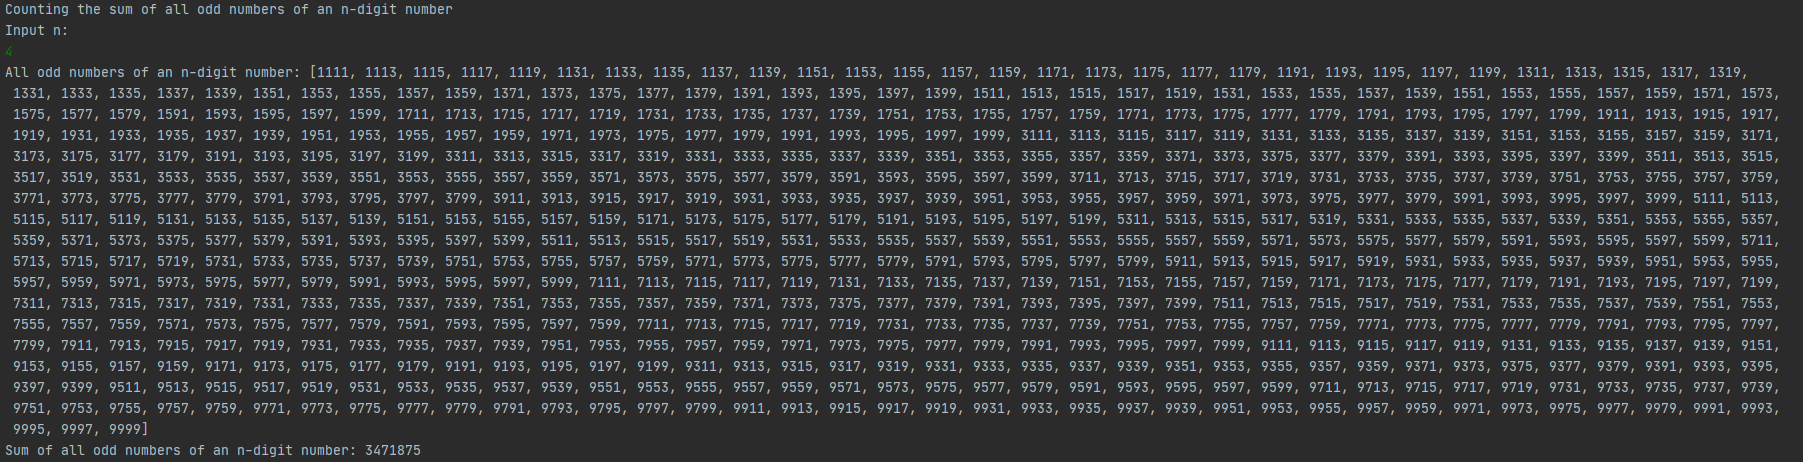 Counting the sum of all odd numbers of an n-digit number
Input n:
4
All odd numbers of an n-digit number: [1111, 1113, 1115, 1117, 1119, 1131, 1133, 1135, 1137, 1139, 1151, 1153, 1155, 1157, 1159, 1171, 1173, 1175, 1177, 1179, 1191, 1193, 1195, 1197, 1199, 1311, 1313, 1315, 1317, 1319,
1331, 1333, 1335, 1337, 1339, 1351, 1353, 1355, 1357, 1359, 1371, 1373, 1375, 1377, 1379, 1391, 1393, 1395, 1397, 1399, 1511, 1513, 1515, 1517, 1519, 1531, 1533, 1535, 1537, 1539, 1551, 1553, 1555, 1557, 1559, 1571, 1573,
1575, 1577, 1579, 1591, 1593, 1595, 1597, 1599, 1711, 1713, 1715, 1717, 1719, 1731, 1733, 1735, 1737, 1739, 1751, 1753, 1755, 1757, 1759, 1771, 1773, 1775, 1777, 1779, 1791, 1793, 1795, 1797, 1799, 1911, 1913, 1915, 1917,
1919, 1931, 1933, 1935, 1937, 1939, 1951, 1953, 1955, 1957, 1959, 1971, 1973, 1975, 1977, 1979, 1991, 1993, 1995, 1997, 1999, 3111, 3113, 3115, 3117, 3119, 3131, 3133, 3135, 3137, 3139, 3151, 3153, 3155, 3157, 3159, 3171,
3173, 3175, 3177, 3179, 3191, 3193, 3195, 3197, 3199, 3311, 3313, 3315, 3317, 3319, 3331, 3333, 3335, 3337, 3339, 3351, 3353, 3355, 3357, 3359, 3371, 3373, 3375, 3377, 3379, 3391, 3393, 3395, 3397, 3399, 3511, 3513, 3515,
3517, 3519, 3531, 3533, 3535, 3537, 3539, 3551, 3553, 3555, 3557, 3559, 3571, 3573, 3575, 3577, 3579, 3591, 3593, 3595, 3597, 3599, 3711, 3713, 3715, 3717, 3719, 3731, 3733, 3735, 3737, 3739, 3751, 3753, 3755, 3757, 3759,
3771, 3773, 3775, 3777, 3779, 3791, 3793, 3795, 3797, 3799, 3911, 3913, 3915, 3917, 3919, 3931, 3933, 3935, 3937, 3939, 3951, 3953, 3955, 3957, 3959, 3971, 3973, 3975, 3977, 3979, 3991, 3993, 3995, 3997, 3999, 5111, 5113,
5115, 5117, 5119, 5131, 5133, 5135, 5137, 5139, 5151, 5153, 5155, 5157, 5159, 5171, 5173, 5175, 5177, 5179, 5191, 5193, 5195, 5197, 5199, 5311, 5313, 5315, 5317, 5319, 5331, 5333, 5335, 5337, 5339, 5351, 5353, 5355, 5357,
5359, 5371, 5373, 5375, 5377, 5379, 5391, 5393, 5395, 5397, 5399, 5511, 5513, 5515, 5517, 5519, 5531, 5533, 5535, 5537, 5539, 5551, 5553, 5555, 5557, 5559, 5571, 5573, 5575, 5577, 5579, 5591, 5593, 5595, 5597, 5599, 5711,
5713, 5715, 5717, 5719, 5731, 5733, 5735, 5737, 5739, 5751, 5753, 5755, 5757, 5759, 5771, 5773, 5775, 5777, 5779, 5791, 5793, 5795, 5797, 5799, 5911, 5913, 5915, 5917, 5919, 5931, 5933, 5935, 5937, 5939, 5951, 5953, 5955,
5957, 5959, 5971, 5973, 5975, 5977, 5979, 5991, 5993, 5995, 5997, 5999, 7111, 7113, 7115, 7117, 7119, 7131, 7133, 7135, 7137, 7139, 7151, 7153, 7155, 7157, 7159, 7171, 7173, 7175, 7177, 7179, 7191, 7193, 7195, 7197, 7199,
7311, 7313, 7315, 7317, 7319, 7331, 7333, 7335, 7337, 7339, 7351, 7353, 7355, 7357, 7359, 7371, 7373, 7375, 7377, 7379, 7391, 7393, 7395, 7397, 7399, 7511, 7513, 7515, 7517, 7519, 7531, 7533, 7535, 7537, 7539, 7551, 7553,
7555, 7557, 7559, 7571, 7573, 7575, 7577, 7579, 7591, 7593, 7595, 7597, 7599, 7711, 7713, 7715, 7717, 7719, 7731, 7733, 7735, 7737, 7739, 7751, 7753, 7755, 7757, 7759, 7771, 7773, 7775, 7777, 7779, 7791, 7793, 7795, 7797,
7799, 7911, 7913, 7915, 7917, 7919, 7931, 7933, 7935, 7937, 7939, 7951, 7953, 7955, 7957, 7959, 7971, 7973, 7975, 7977, 7979, 7991, 7993, 7995, 7997, 7999, 9111, 9113, 9115, 9117, 9119, 9131, 9133, 9135, 9137, 9139, 9151,
9153, 9155, 9157, 9159, 9171, 9173, 9175, 9177, 9179, 9191, 9193, 9195, 9197, 9199, 9311, 9313, 9315, 9317, 9319, 9331, 9333, 9335, 9337, 9339, 9351, 9353, 9355, 9357, 9359, 9371, 9373, 9375, 9377, 9379, 9391, 9393, 9395,
9397, 9399, 9511, 9513, 9515, 9517, 9519, 9531, 9533, 9535, 9537, 9539, 9551, 9553, 9555, 9557, 9559, 9571, 9573, 9575, 9577, 9579, 9591, 9593, 9595, 9597, 9599, 9711, 9713, 9715, 9717, 9719, 9731, 9733, 9735, 9737, 9739,
9751, 9753, 9755, 9757, 9759, 9771, 9773, 9775, 9777, 9779, 9791, 9793, 9795, 9797, 9799, 9911, 9913, 9915, 9917, 9919, 9931, 9933, 9935, 9937, 9939, 9951, 9953, 9955, 9957, 9959, 9971, 9973, 9975, 9977, 9979, 9991, 9993,
9995, 9997, 9999]
Sum of all odd numbers of an n-digit number: 3471875